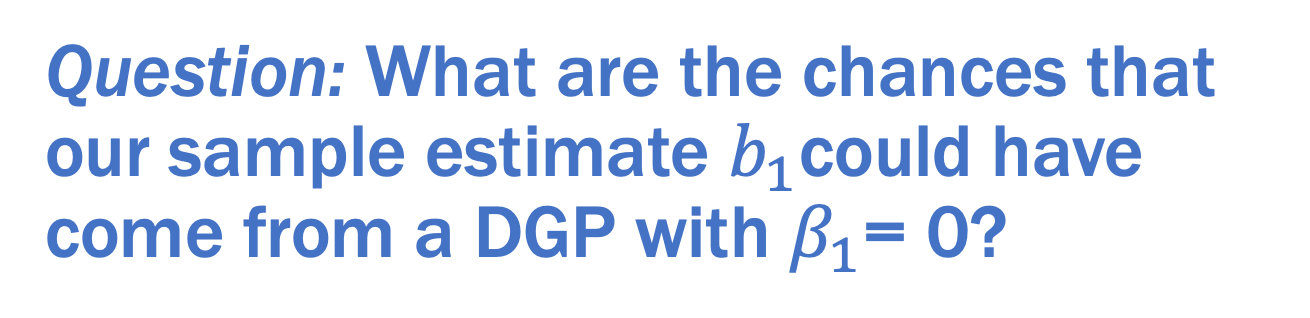 Question: What are the chances that
our sample estimate b₁ could have
come from a DGP with β₁ = 0?